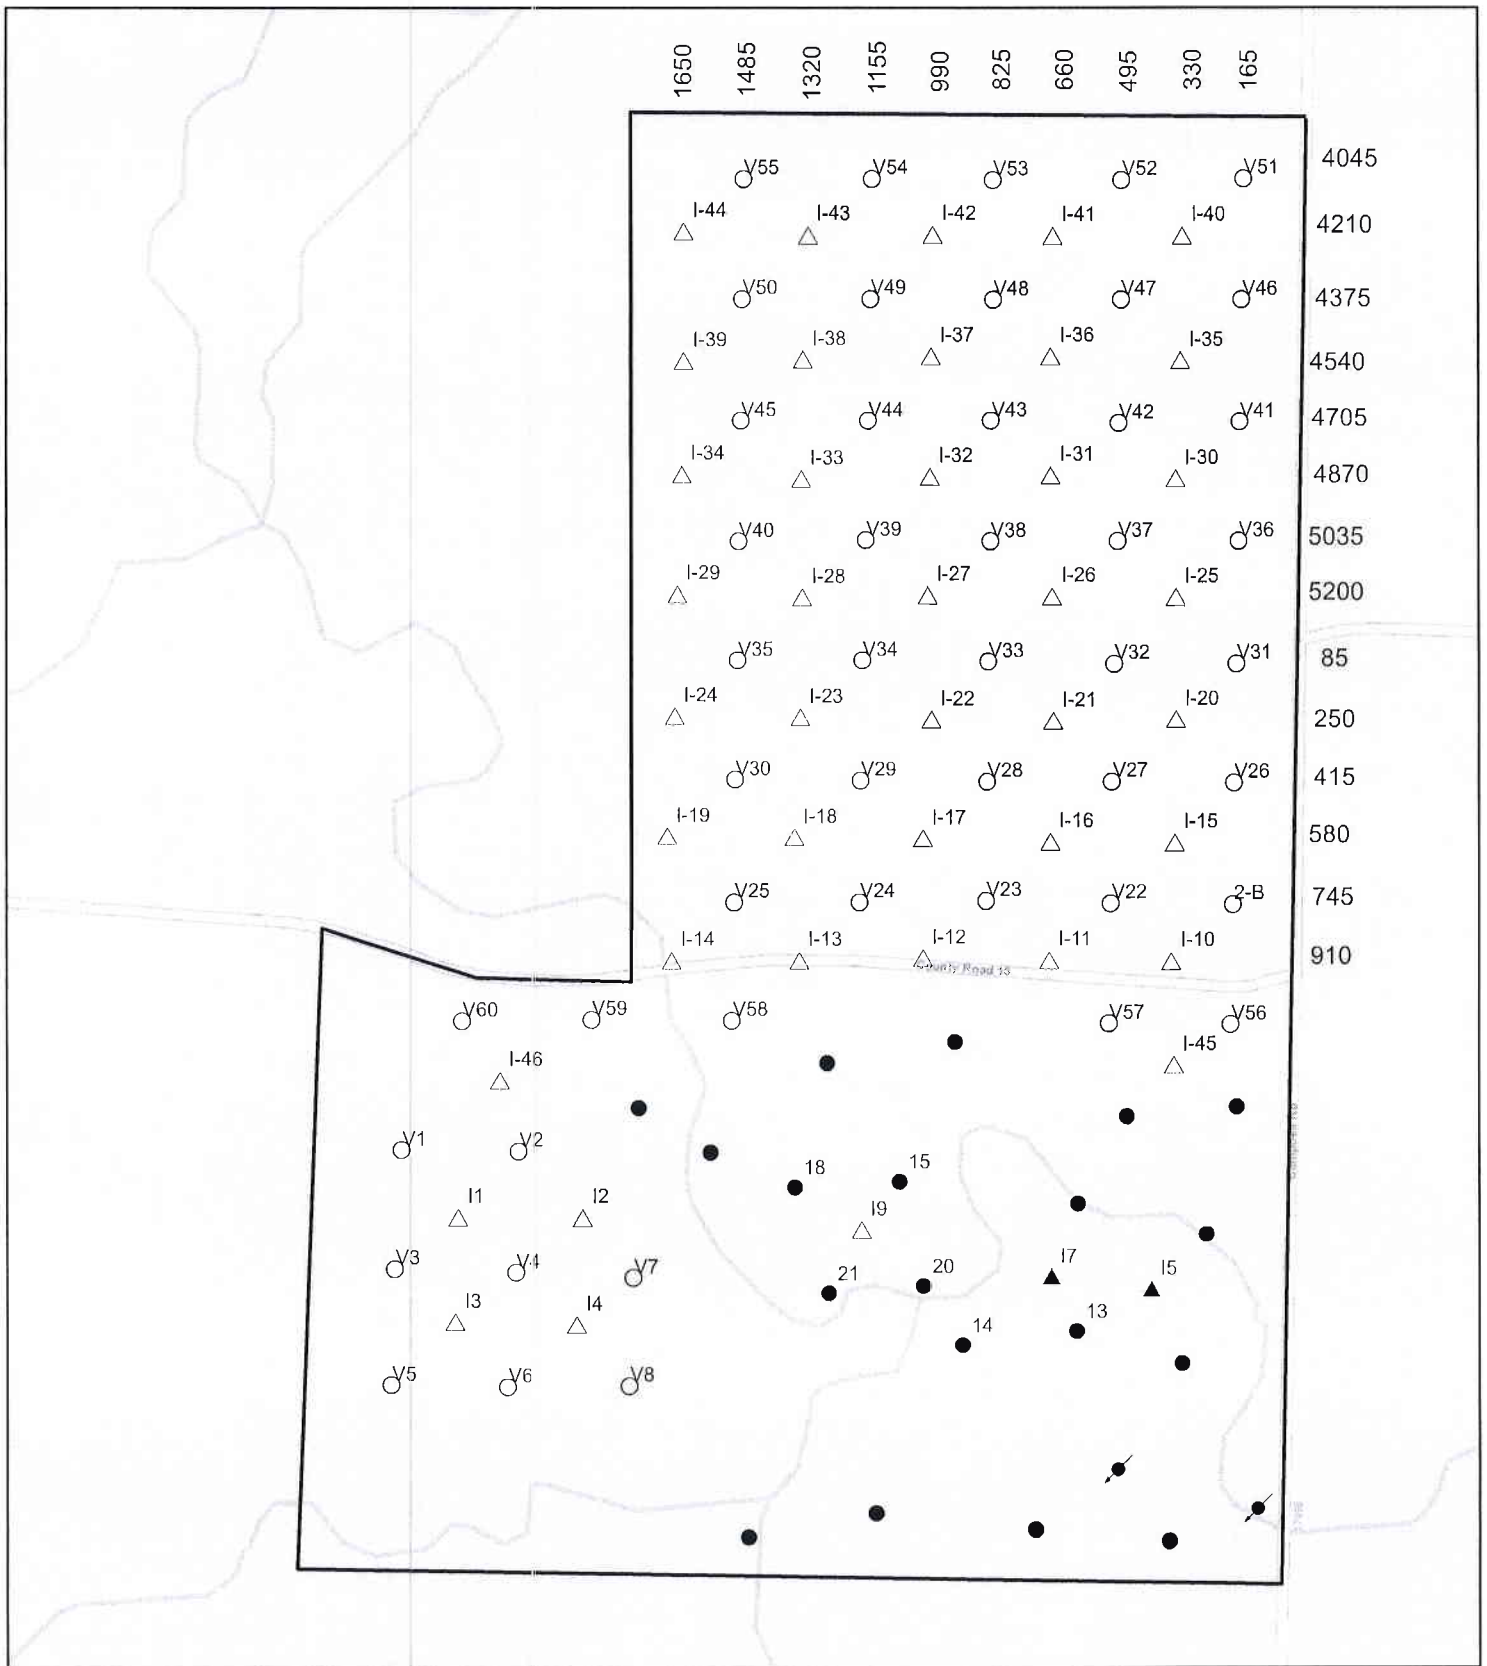 1650 1485 1320 1155 990 825 660 495 330 165
V55 V54 V53 V52 V51 4045
I-44 I-43 I-42 I-41 I-40 4210
V50 V49 V48 V47 V46 4375
I-39 I-38 I-37 I-36 I-35 4540
V45 V44 V43 V42 V41 4705
I-34 I-33 I-32 I-31 I-30 4870
V40 V39 V38 V37 V36 5035
I-29 I-28 I-27 I-26 I-25 5200
V35 V34 V33 V32 V31 85
I-24 I-23 I-22 I-21 I-20 250
V30 V29 V28 V27 V26 415
I-19 I-18 I-17 I-16 I-15 580
V25 V24 V23 V22 2-B 745
I-14 I-13 I-12 I-11 I-10 910
County Road 15
V60 V59 V58 V57 V56
I-46 I-45
V1 V2
18 15
I1 I2 I9
V3 V4 V7 21 20 I7 I5
I3 I4 14 13
V5 V6 V8